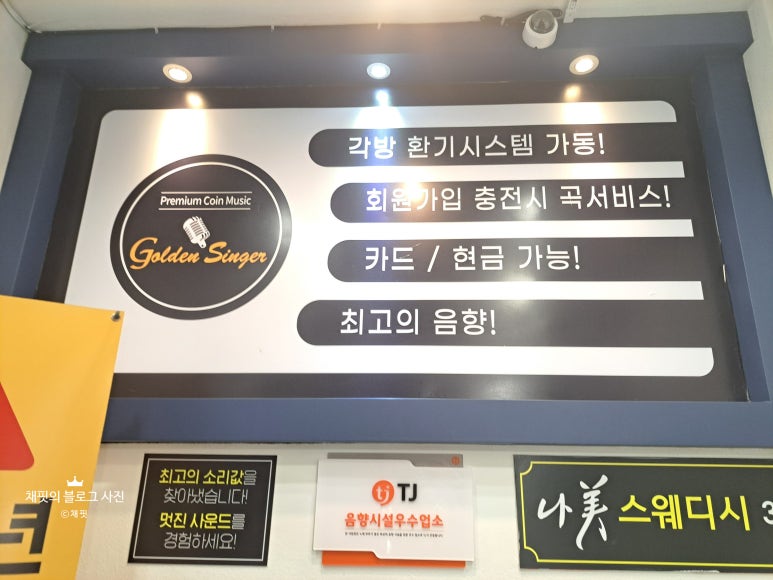 각방 환기시스템 가동!
회원가입 충전시 곡서비스!
카드 / 현금 가능!
최고의 음향!
Premium Coin Music
Golden Singer
최고의 소리값을
찾아냈습니다!
멋진 사운드를
경험하세요!
tj TJ
음향시설우수업소
나美 스웨디시 3
채핏의 블로그 사진
©채핏